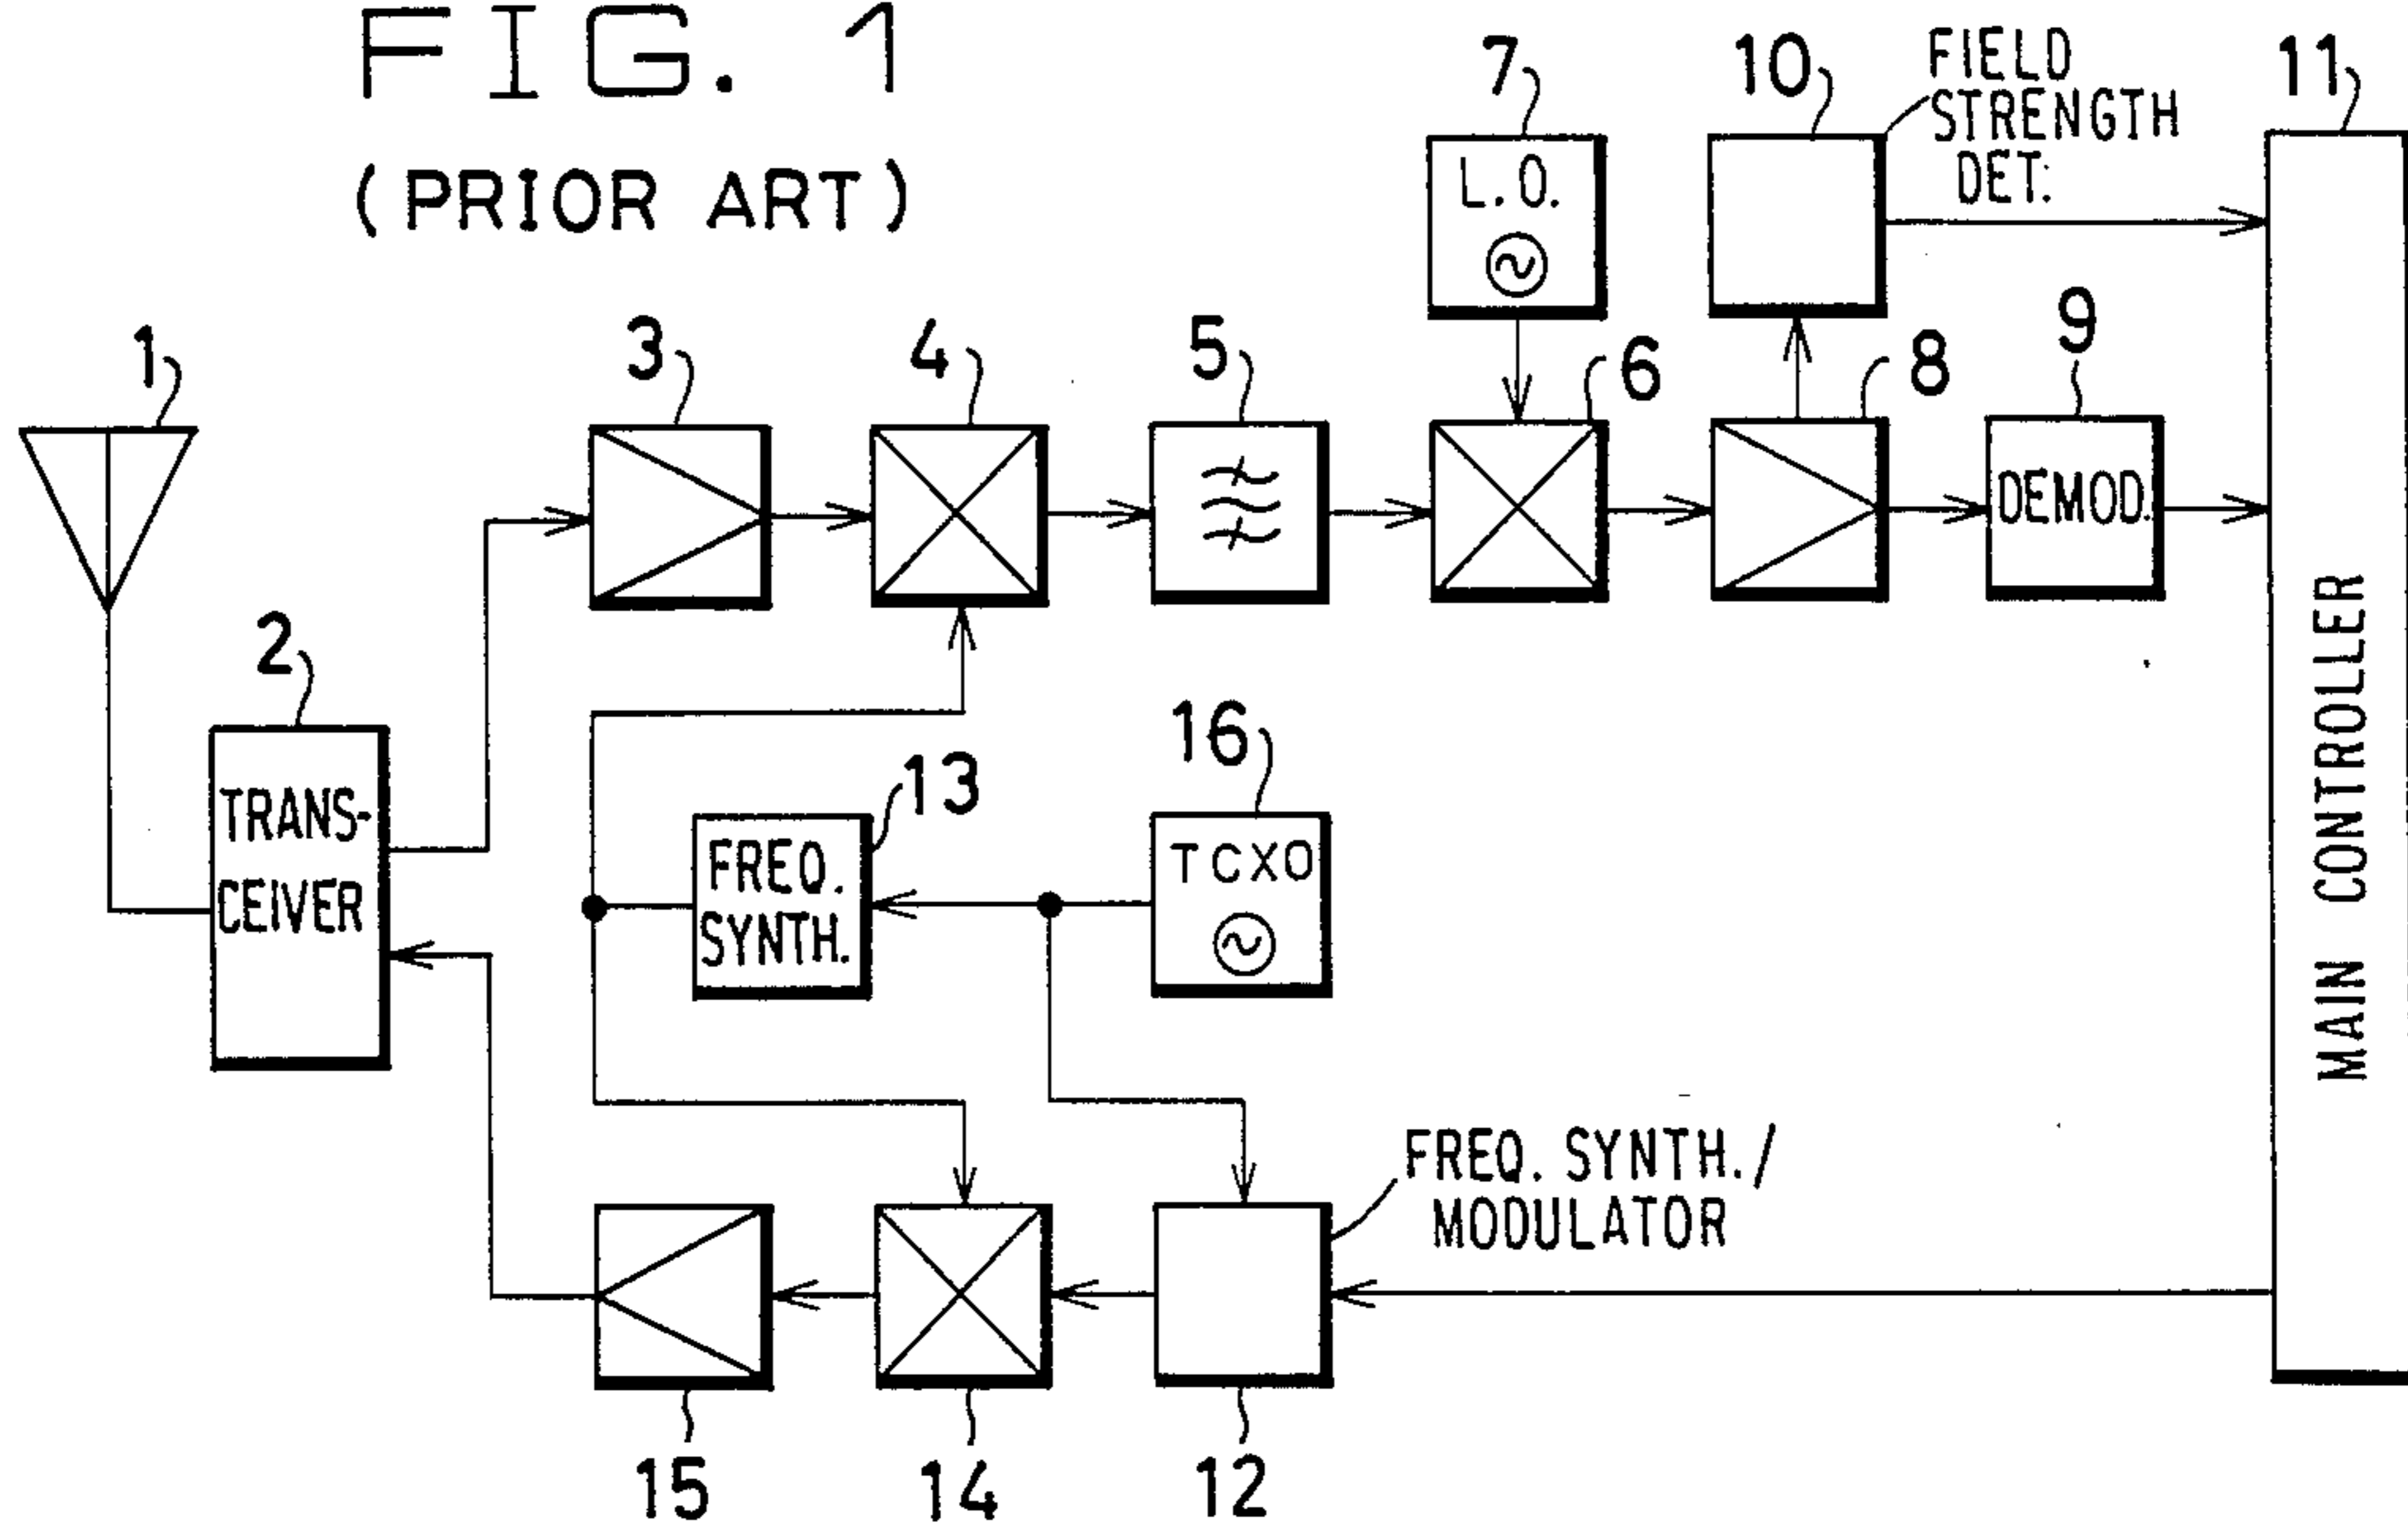 FIG. 1
(PRIOR ART)
7
L.O.
10
FIELD
STRENGTH
DET.
11
1
3
4
5
6
8
9
DEMOD.
2
TRANS-
CEIVER
13
FREQ.
SYNTH.
16
TCXO
MAIN CONTROLLER
FREQ. SYNTH./
MODULATOR
15
14
12